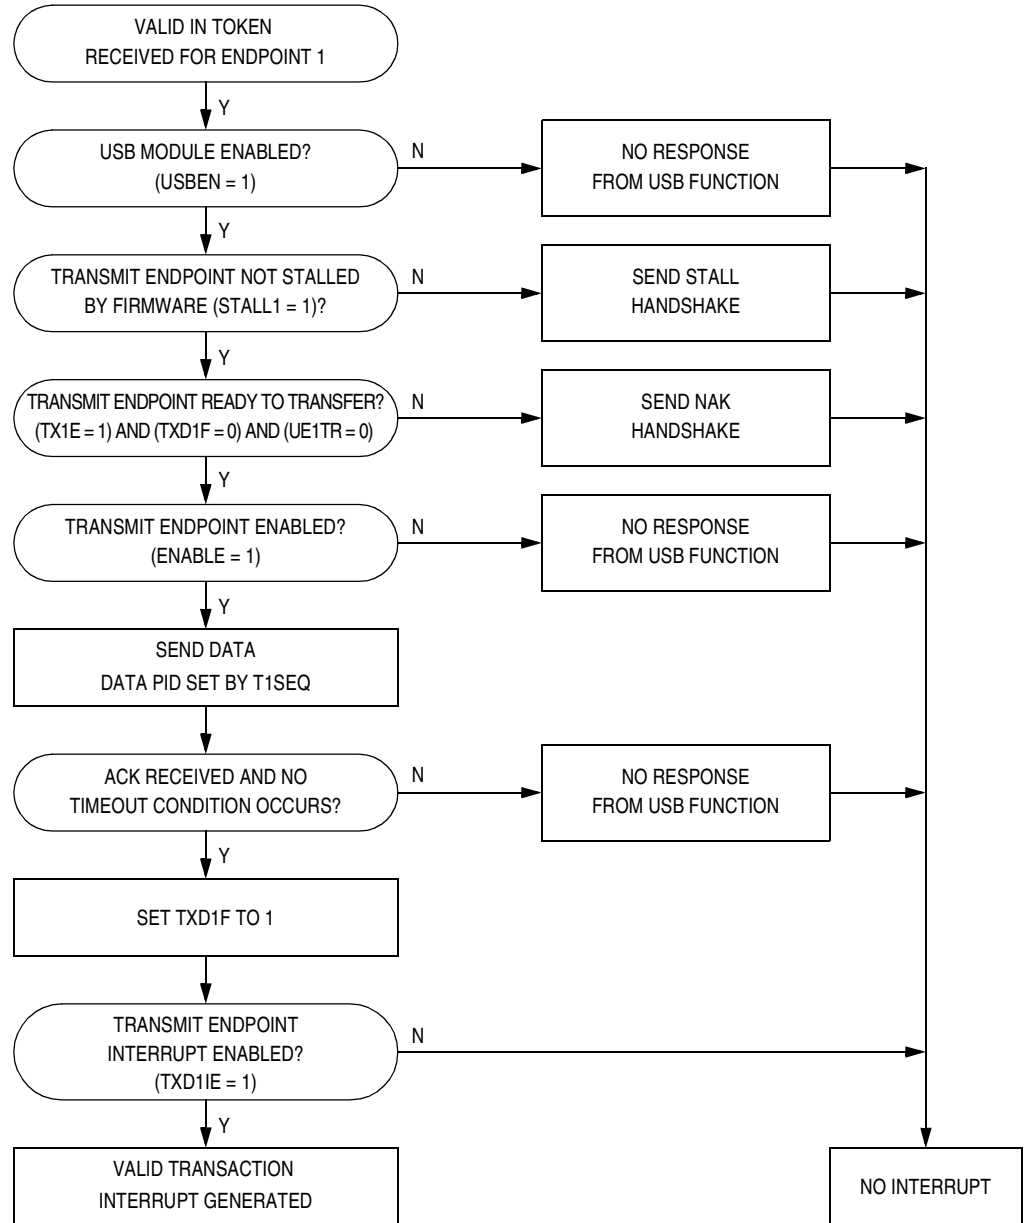 VALID IN TOKEN
RECEIVED FOR ENDPOINT 1
Y
USB MODULE ENABLED?
(USBEN = 1)
N
NO RESPONSE
FROM USB FUNCTION
Y
TRANSMIT ENDPOINT NOT STALLED
BY FIRMWARE (STALL1 = 1)?
N
SEND STALL
HANDSHAKE
Y
TRANSMIT ENDPOINT READY TO TRANSFER?
(TX1E = 1) AND (TXD1F = 0) AND (UE1TR = 0)
N
SEND NAK
HANDSHAKE
Y
TRANSMIT ENDPOINT ENABLED?
(ENABLE = 1)
N
NO RESPONSE
FROM USB FUNCTION
Y
SEND DATA
DATA PID SET BY T1SEQ
ACK RECEIVED AND NO
TIMEOUT CONDITION OCCURS?
N
NO RESPONSE
FROM USB FUNCTION
Y
SET TXD1F TO 1
TRANSMIT ENDPOINT
INTERRUPT ENABLED?
(TXD1IE = 1)
N
Y
VALID TRANSACTION
INTERRUPT GENERATED
NO INTERRUPT